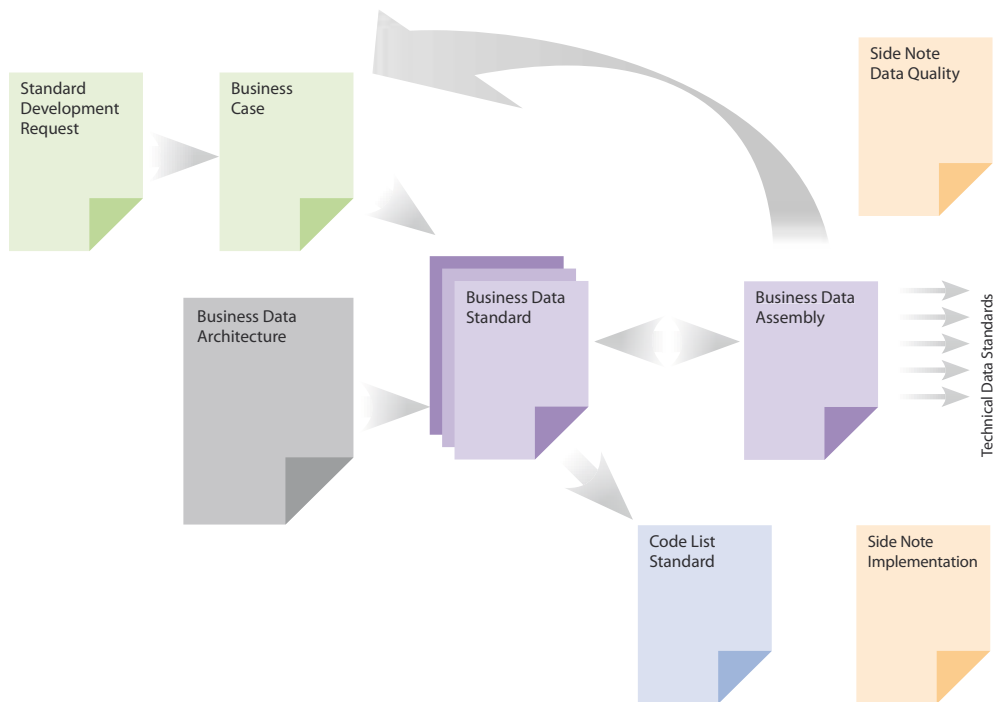 Standard
Development
Request
Business
Case
Side Note
Data Quality
Business Data
Architecture
Business Data
Standard
Business Data
Assembly
Technical Data Standards
Code List
Standard
Side Note
Implementation